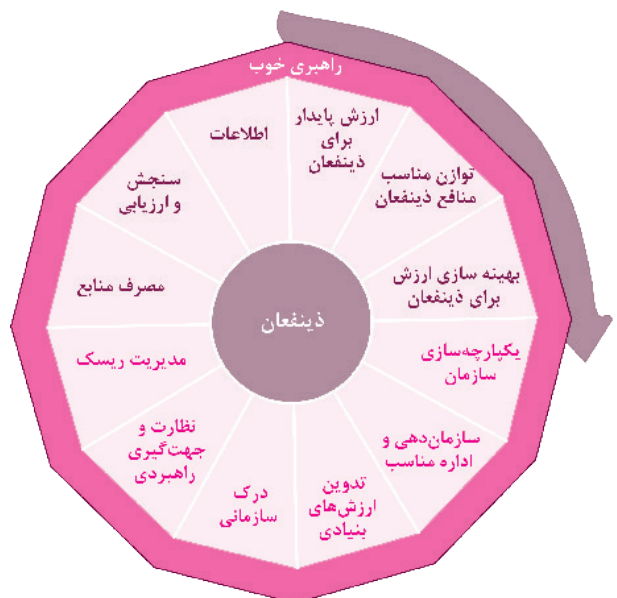 راهبری خوب
ارزش پایدار
برای
ذینفعان
توازن مناسب
منافع ذینفعان
بهینه سازی ارزش
برای ذینفعان
یکپارچه‌سازی
سازمان
سازمان‌دهی و
اداره مناسب
تدوین
ارزش‌های
بنیادی
درک
سازمانی
نظارت و
جهت‌گیری
راهبردی
مدیریت ریسک
مصرف منابع
سنجش
و ارزیابی
اطلاعات
ذینفعان